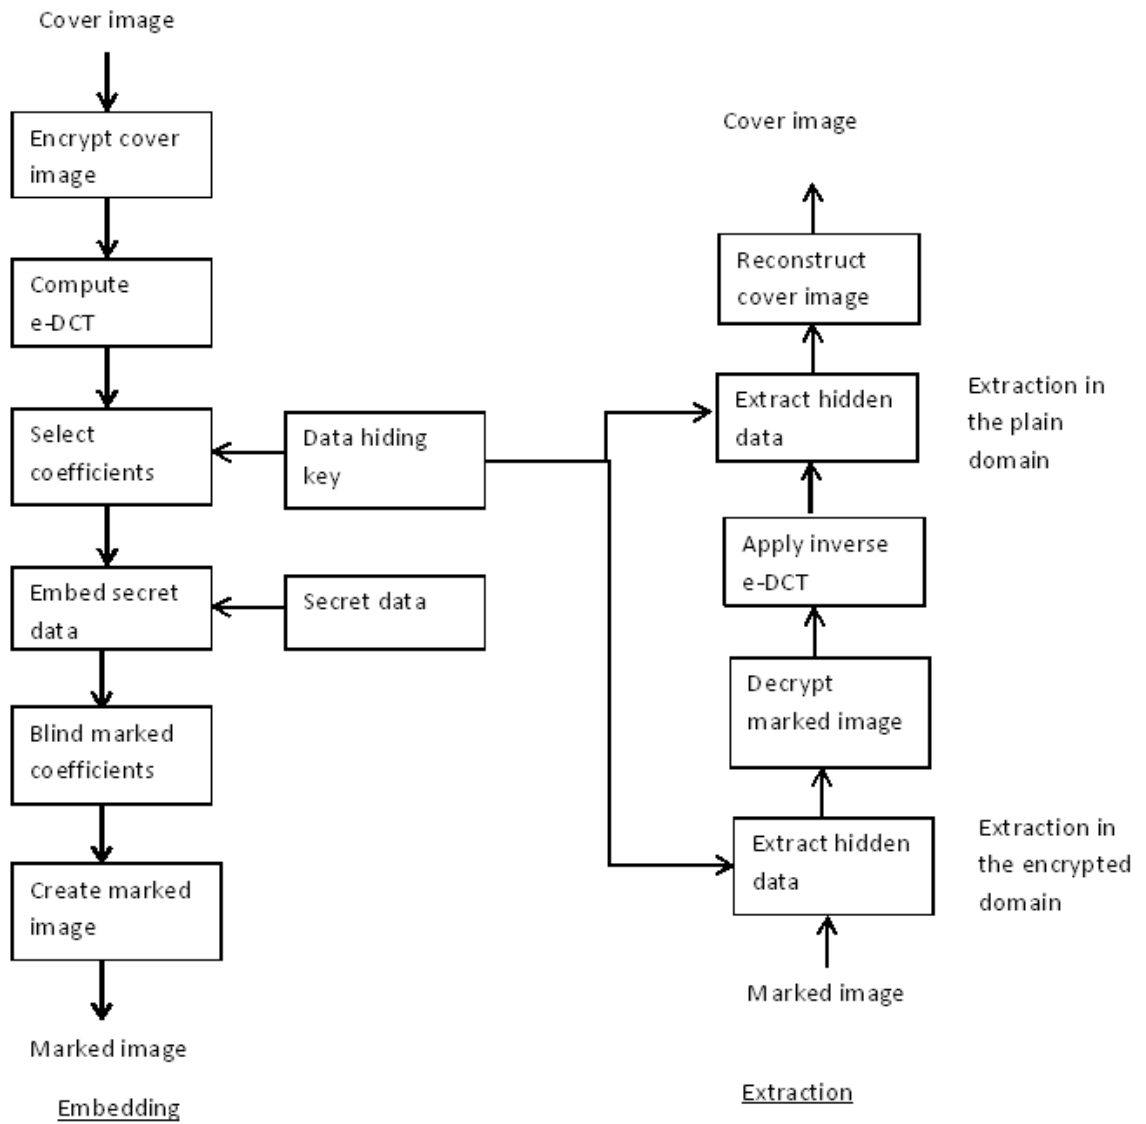 Cover image
Encrypt cover
image
Compute
e-DCT
Select
coefficients
Data hiding
key
Embed secret
data
Secret data
Blind marked
coefficients
Create marked
image
Marked image
Embedding
Cover image
Reconstruct
cover image
Extract hidden
data
Extraction in
the plain
domain
Apply inverse
e-DCT
Decrypt
marked image
Extract hidden
data
Extraction in
the encrypted
domain
Marked image
Extraction